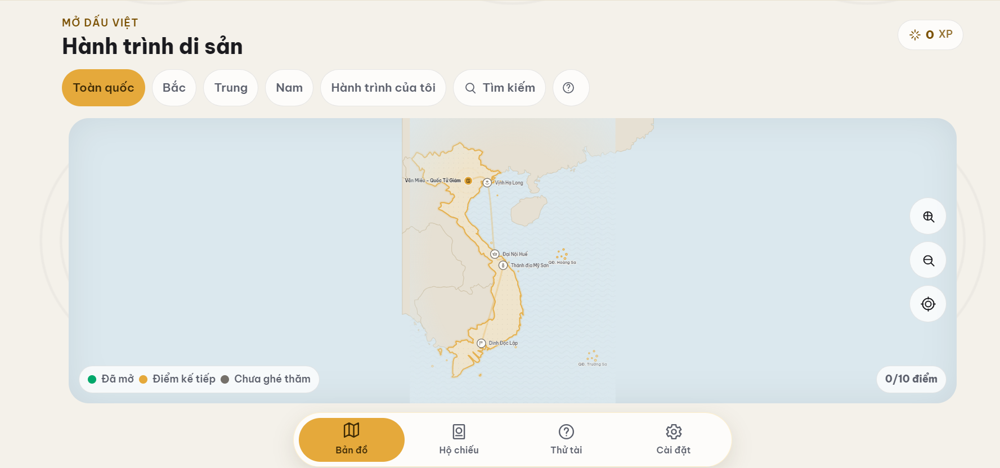 MỞ DẤU VIỆT
Hành trình di sản
0 XP
Toàn quốc
Bắc
Trung
Nam
Hành trình của tôi
Tìm kiếm
Văn Miếu – Quốc Tử Giám
Vịnh Hạ Long
Đại Nội Huế
QĐ. Hoàng Sa
Thánh địa Mỹ Sơn
Dinh Độc Lập
QĐ. Trường Sa
Đã mở
Điểm kế tiếp
Chưa ghé thăm
0/10 điểm
Bản đồ
Hộ chiếu
Thử tài
Cài đặt